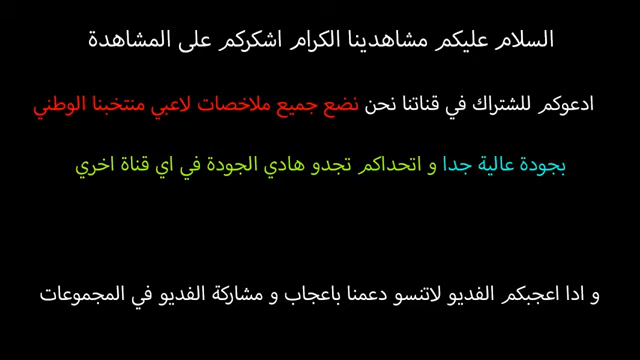 السلام عليكم مشاهدينا الكرام اشكركم على المشاهدة
ادعوكم للشتراك في قناتنا نحن نضع جميع ملاخصات لاعبي منتخبنا الوطني
بجودة عالية جدا و اتحداكم تجدو هادي الجودة في اي قناة اخري
و ادا اعجبكم الفديو لاتنسو دعمنا باعجاب و مشاركة الفديو في المجموعات